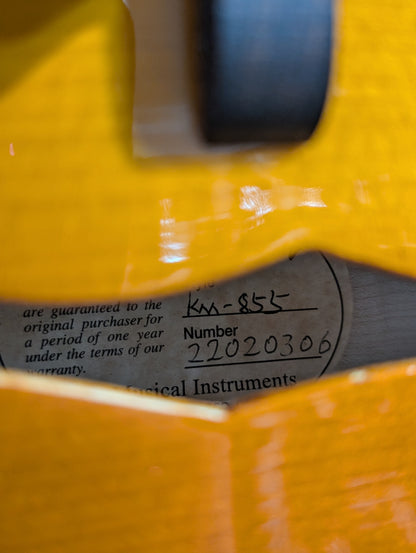 are guaranteed to the
original purchaser for
a period of one year
under the terms of our
warranty.
KM-855
Number
22020306
Musical Instruments